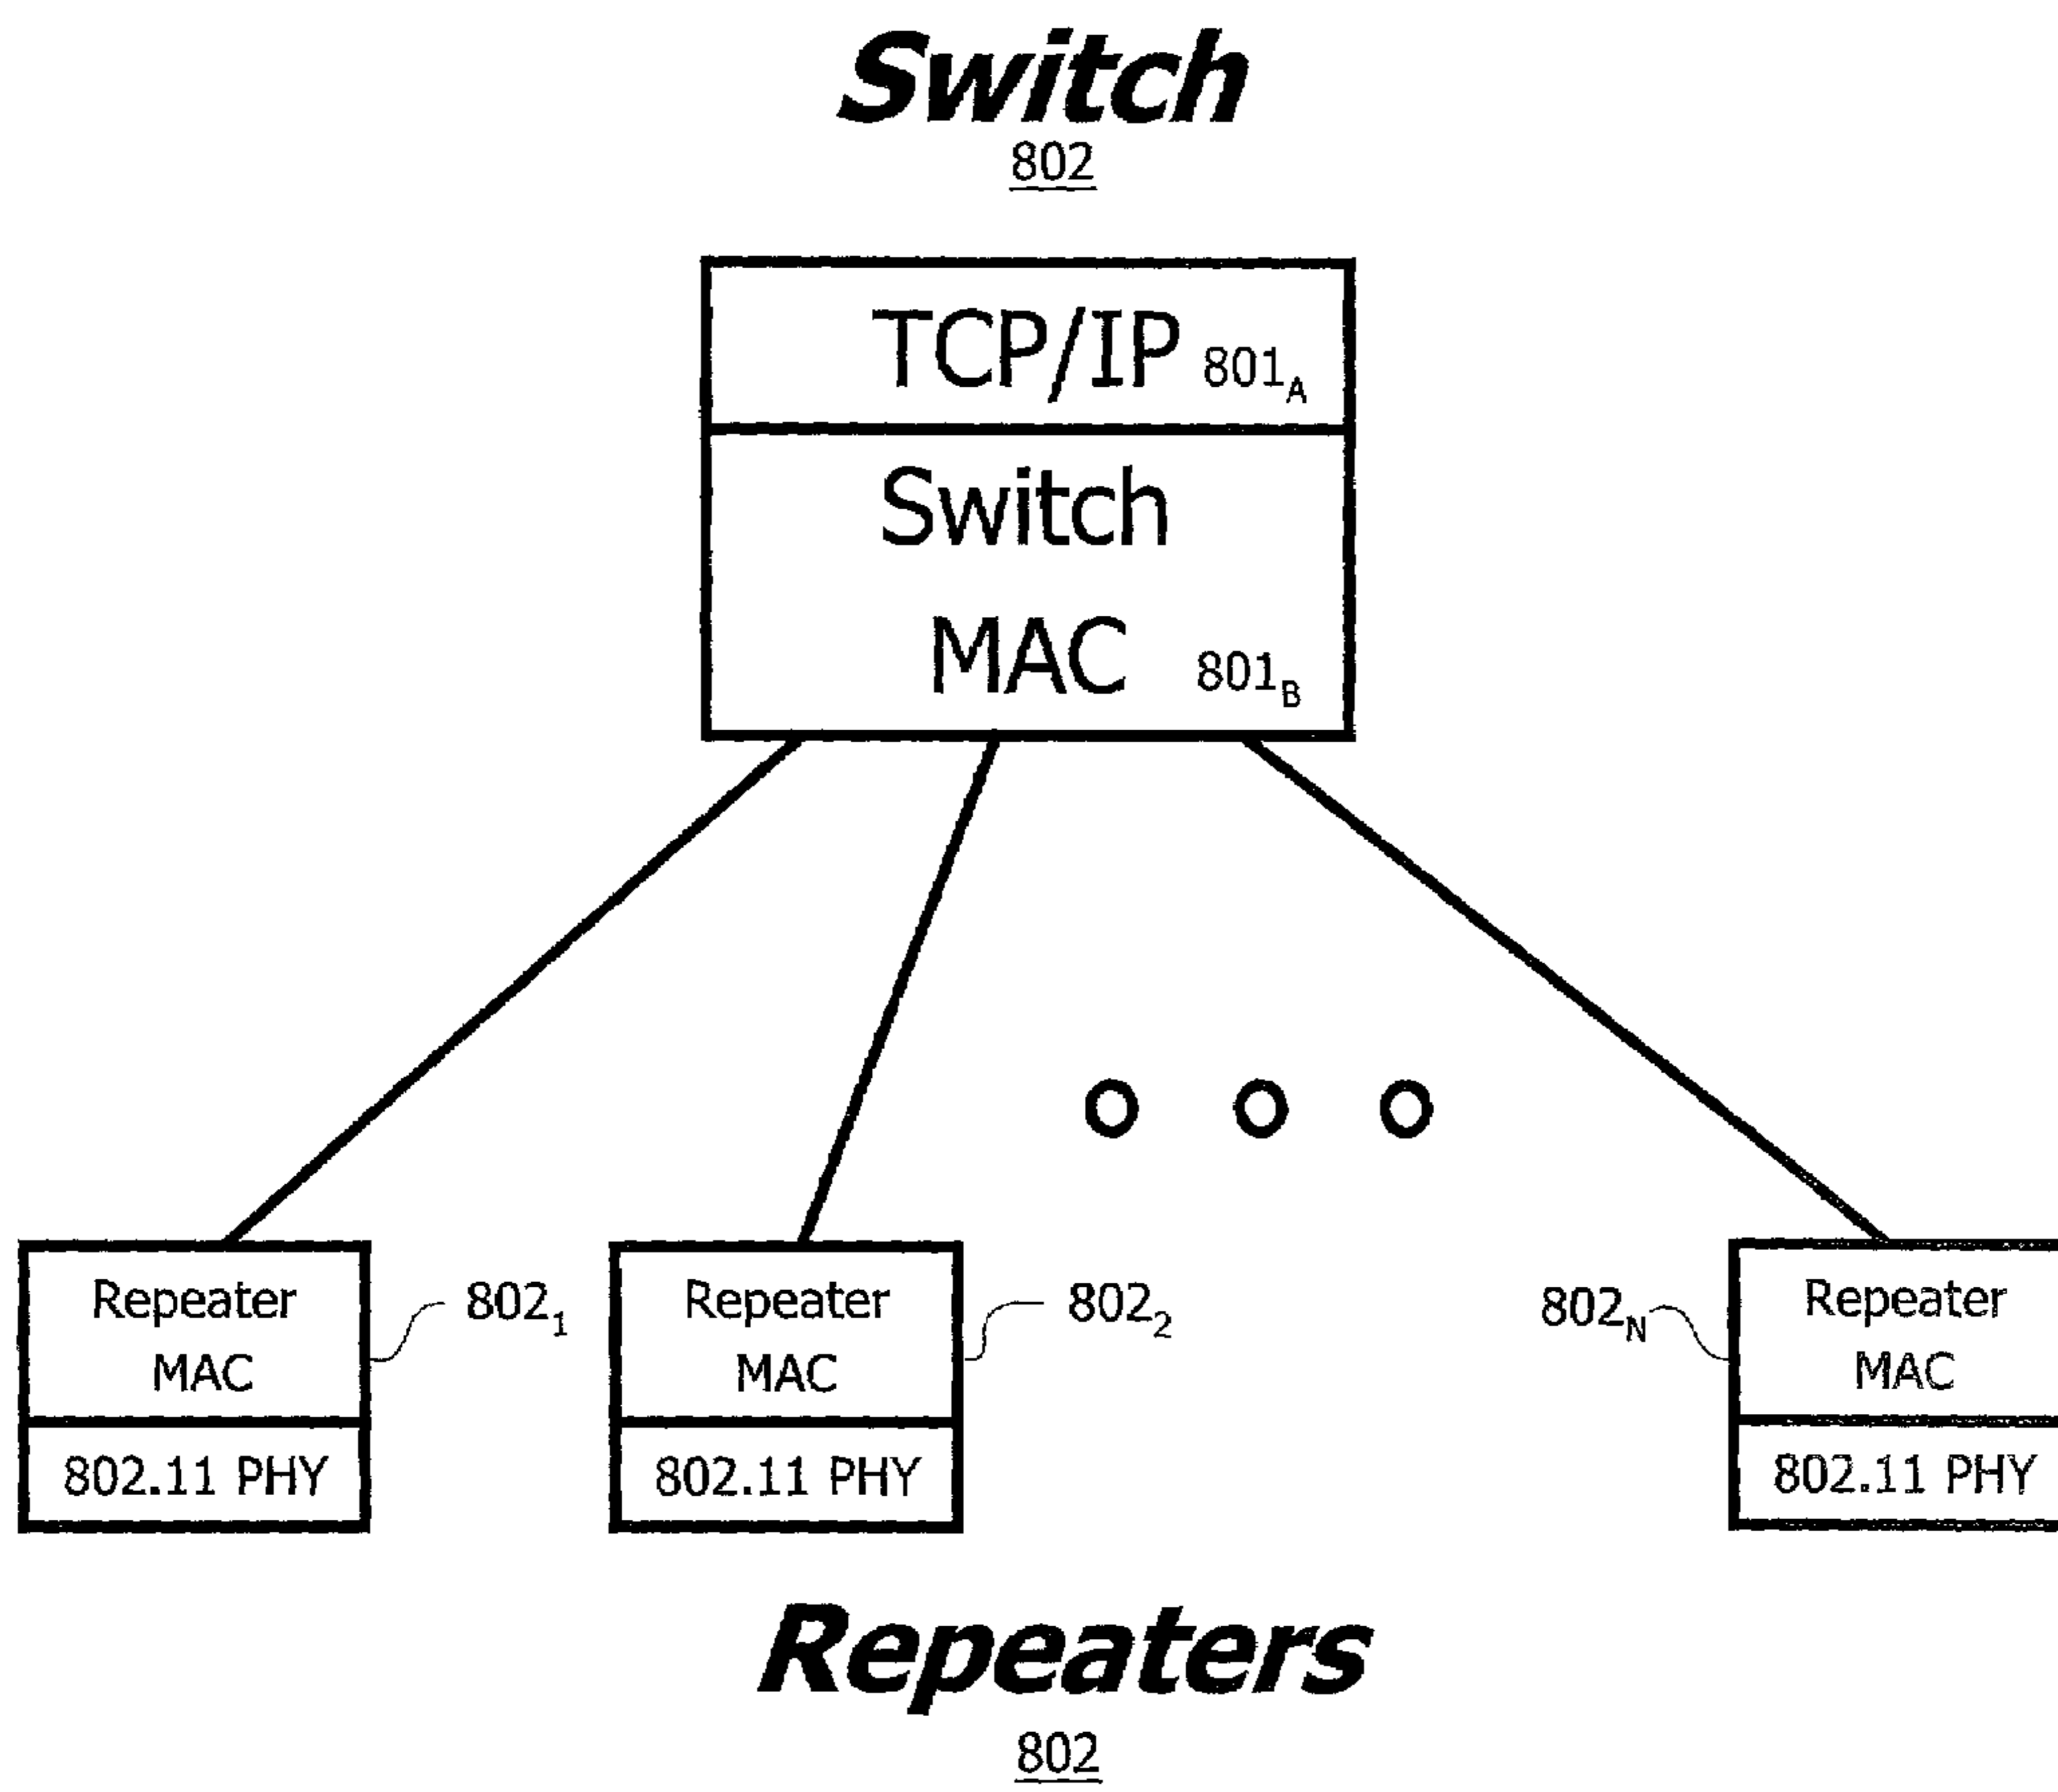 Switch
802
TCP/IP 801A
Switch
MAC 801B
Repeater
MAC
802.11 PHY
8021
Repeater
MAC
802.11 PHY
8022
802N
Repeater
MAC
802.11 PHY
Repeaters
802